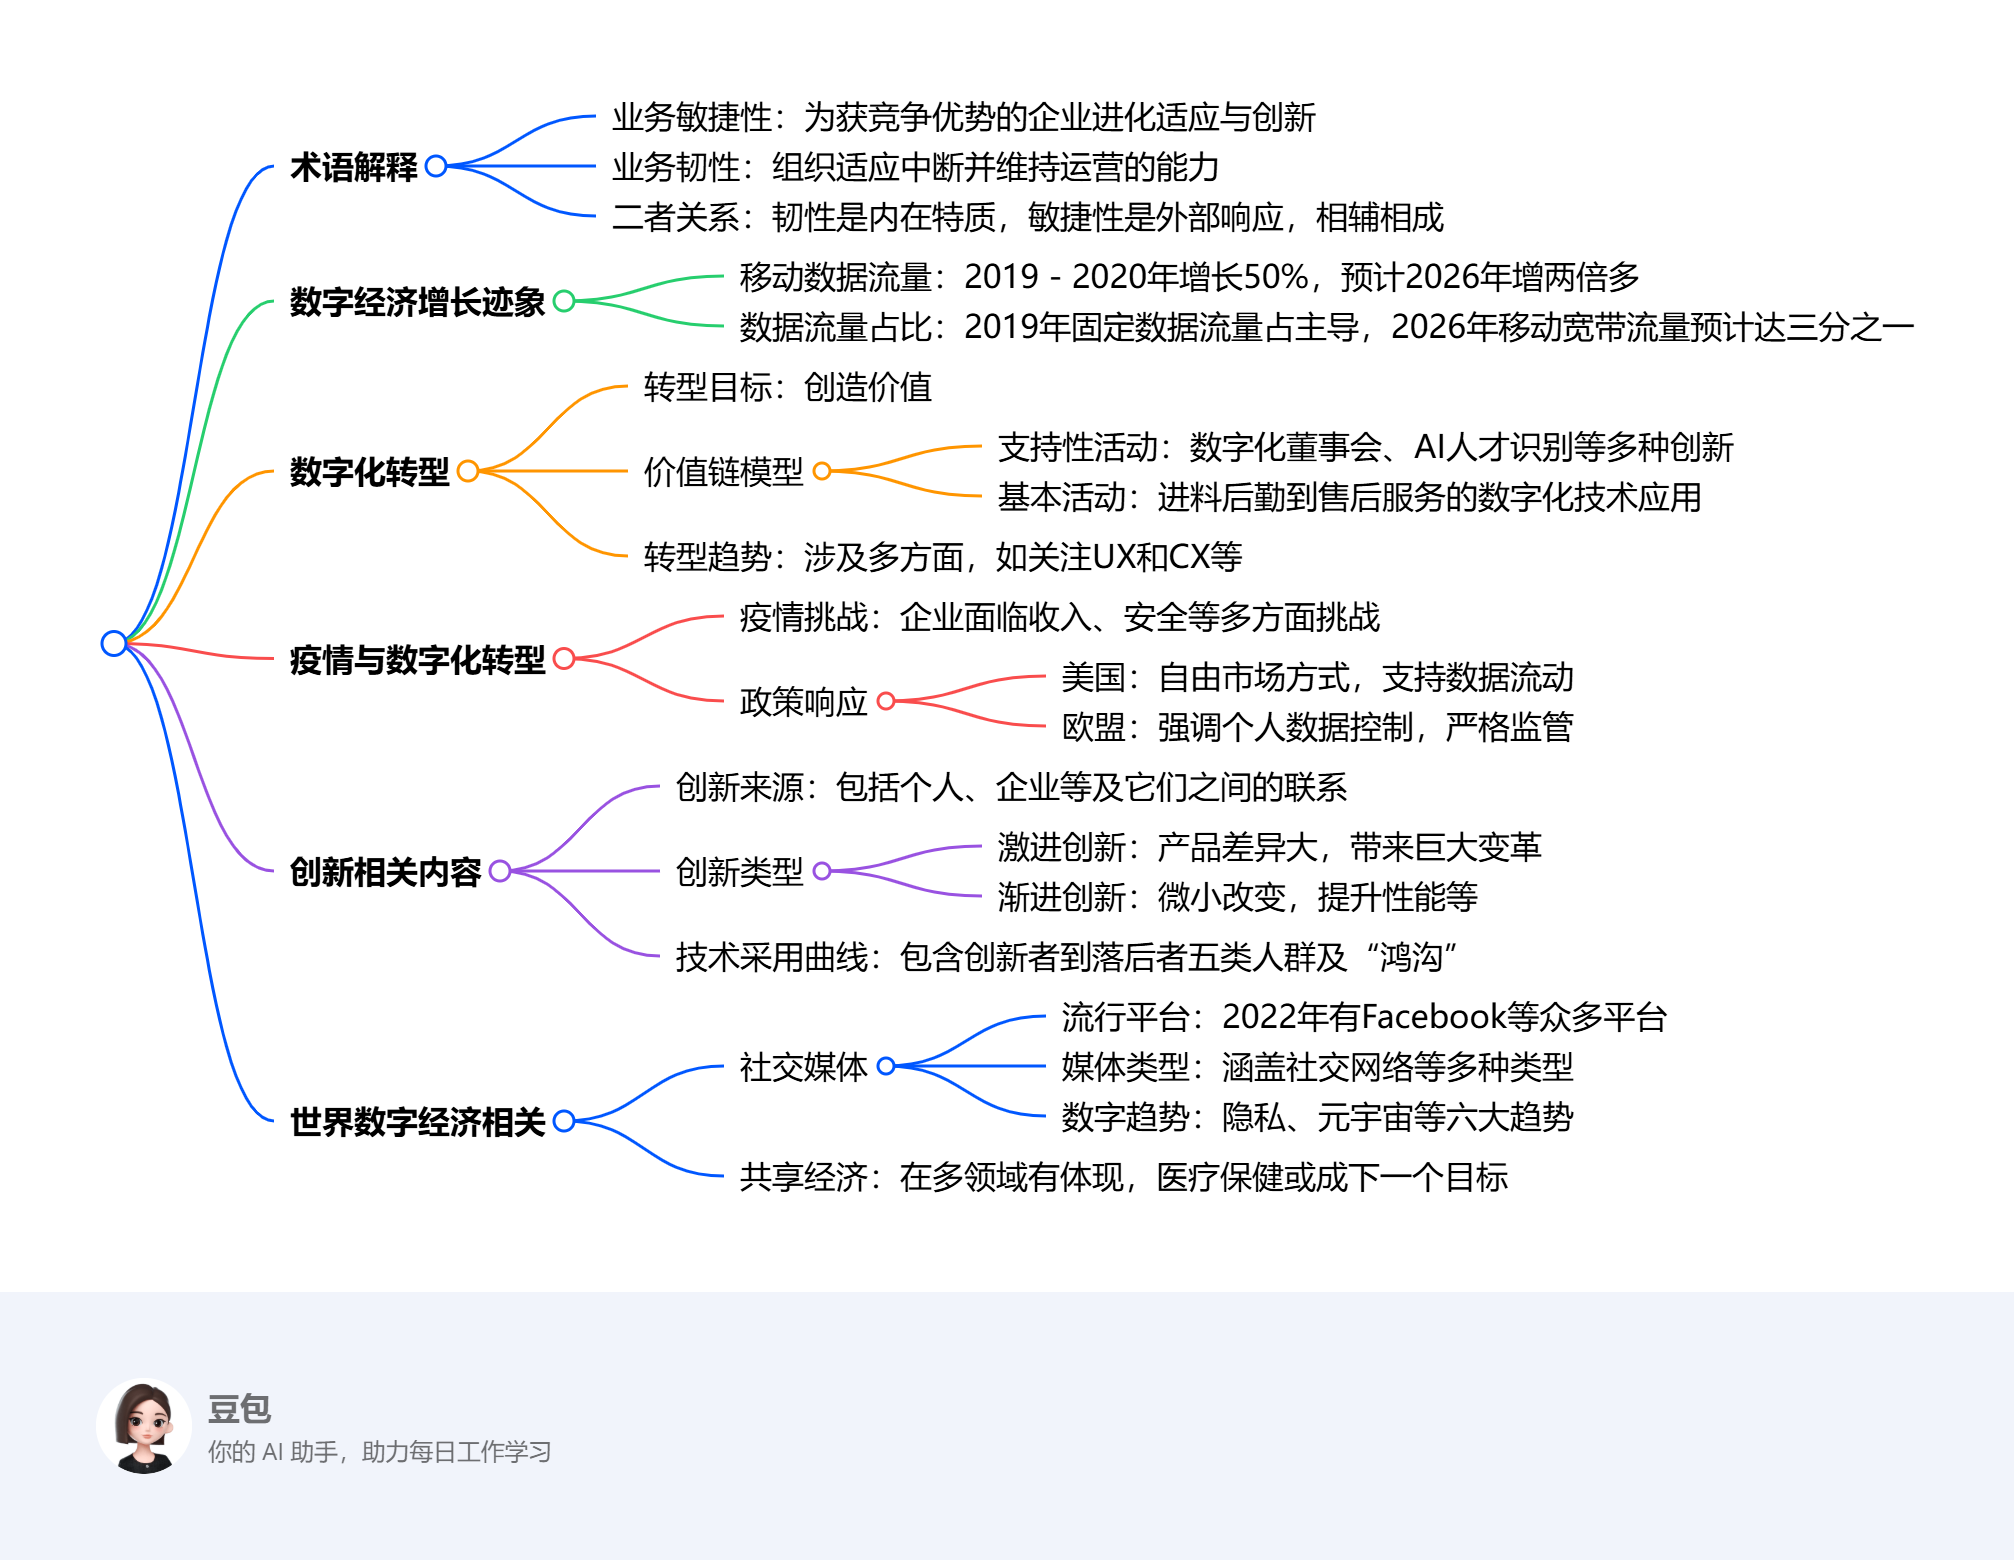 术语解释
业务敏捷性：为获竞争优势的企业进化适应与创新
业务韧性：组织适应中断并维持运营的能力
二者关系：韧性是内在特质，敏捷性是外部响应，相辅相成
数字经济增长迹象
移动数据流量：2019 - 2020年增长50%，预计2026年增两倍多
数据流量占比：2019年固定数据流量占主导，2026年移动宽带流量预计达三分之一
数字化转型
转型目标：创造价值
价值链模型
支持性活动：数字化董事会、AI人才识别等多种创新
基本活动：进料后勤到售后服务的数字化技术应用
转型趋势：涉及多方面，如关注UX和CX等
疫情与数字化转型
疫情挑战：企业面临收入、安全等多方面挑战
政策响应
美国：自由市场方式，支持数据流动
欧盟：强调个人数据控制，严格监管
创新相关内容
创新来源：包括个人、企业等及它们之间的联系
创新类型
激进创新：产品差异大，带来巨大变革
渐进创新：微小改变，提升性能等
技术采用曲线：包含创新者到落后者五类人群及“鸿沟”
世界数字经济相关
社交媒体
流行平台：2022年有Facebook等众多平台
媒体类型：涵盖社交网络等多种类型
数字趋势：隐私、元宇宙等六大趋势
共享经济：在多领域有体现，医疗保健或成下一个目标
豆包
你的 AI 助手，助力每日工作学习